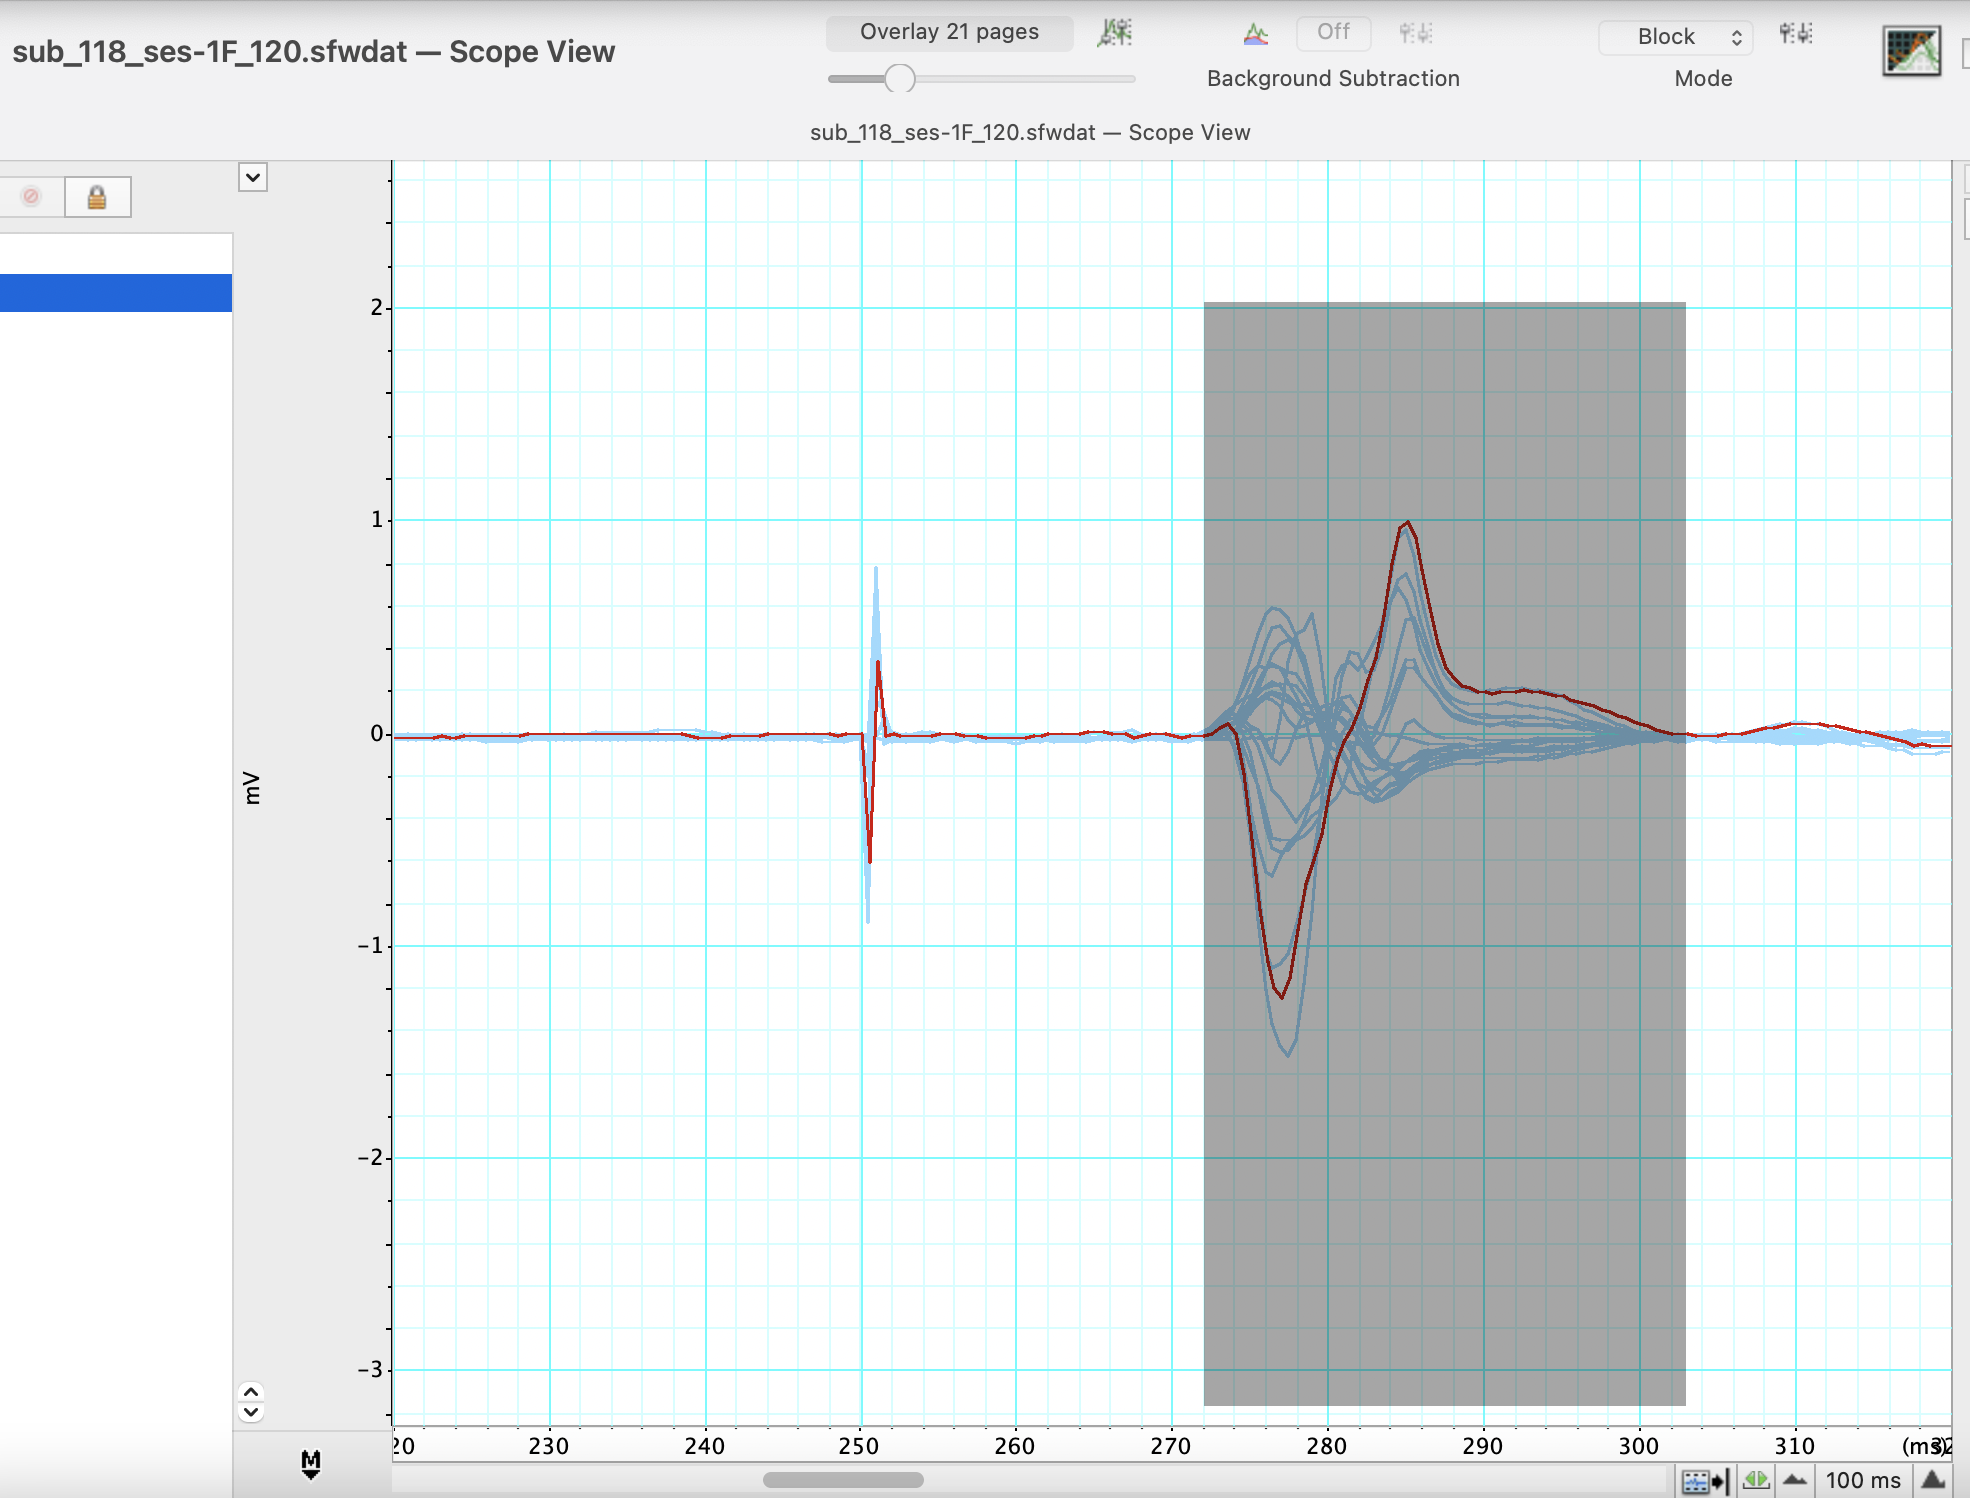 sub_118_ses-1F_120.sfwdat — Scope View
Overlay 21 pages
Off
Background Subtraction
Block
Mode
sub_118_ses-1F_120.sfwdat — Scope View
2
1
0
-1
-2
-3
mV
20 230 240 250 260 270 280 290 300 310 (ms)
M
100 ms